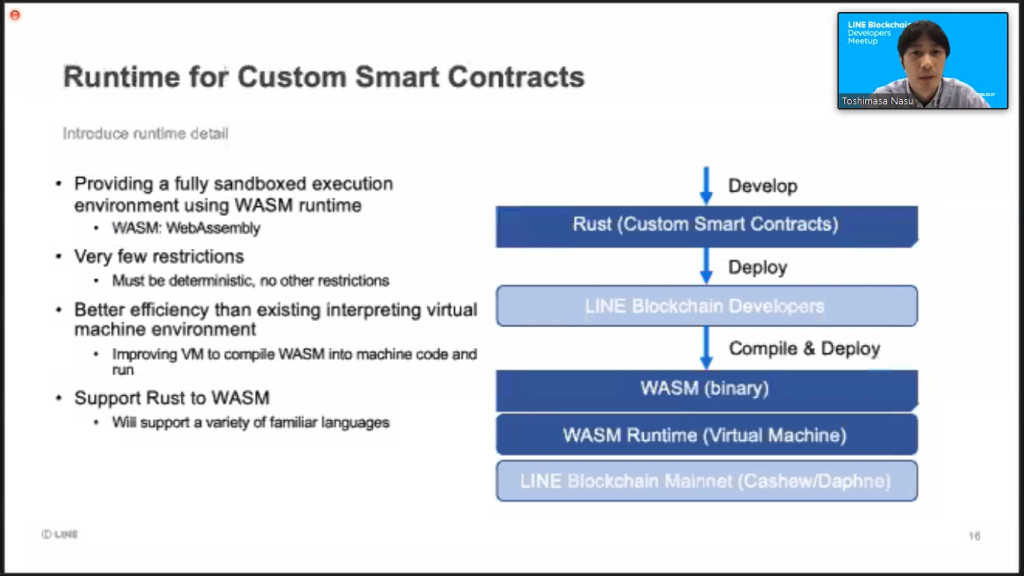 LINE Blockchain
Developers
Meetup
Toshimasa Nasu
Runtime for Custom Smart Contracts
Introduce runtime detail
• Providing a fully sandboxed execution
environment using WASM runtime
• WASM: WebAssembly
• Very few restrictions
• Must be deterministic, no other restrictions
• Better efficiency than existing interpreting virtual
machine environment
• Improving VM to compile WASM into machine code and
run
• Support Rust to WASM
• Will support a variety of familiar languages
Develop
Rust (Custom Smart Contracts)
Deploy
LINE Blockchain Developers
Compile & Deploy
WASM (binary)
WASM Runtime (Virtual Machine)
LINE Blockchain Mainnet (Cashew/Daphne)
LINE
16